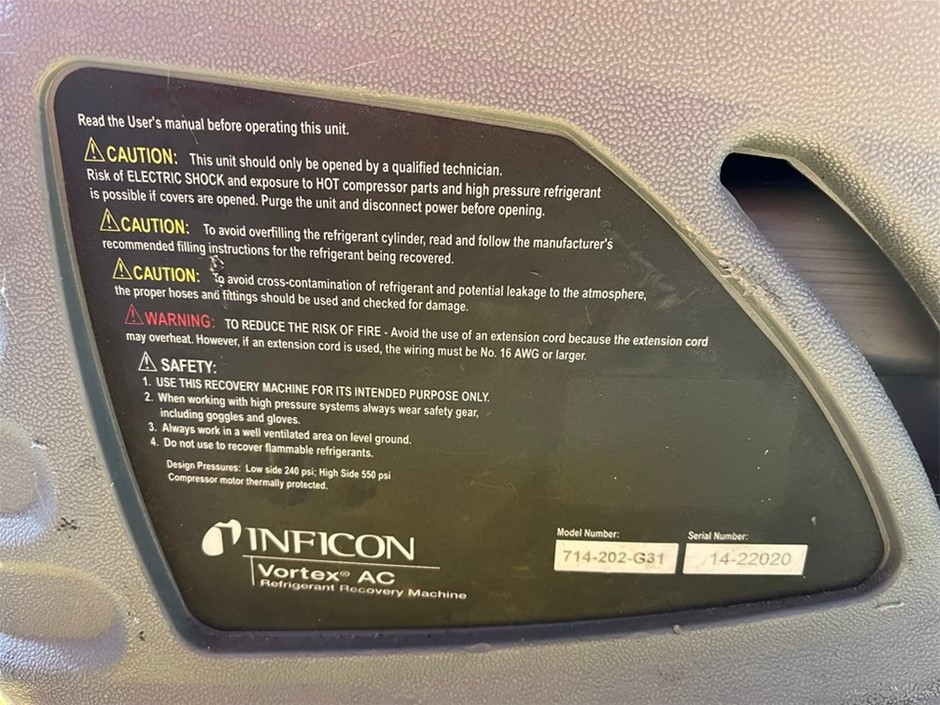 Read the User's manual before operating this unit.
CAUTION: This unit should only be opened by a qualified technician.
Risk of ELECTRIC SHOCK and exposure to HOT compressor parts and high pressure refrigerant
is possible if covers are opened. Purge the unit and disconnect power before opening.
CAUTION: To avoid overfilling the refrigerant cylinder, read and follow the manufacturer's
recommended filling instructions for the refrigerant being recovered.
CAUTION: To avoid cross-contamination of refrigerant and potential leakage to the atmosphere,
the proper hoses and fittings should be used and checked for damage.
WARNING: TO REDUCE THE RISK OF FIRE - Avoid the use of an extension cord because the extension cord
may overheat. However, if an extension cord is used, the wiring must be No. 16 AWG or larger.
SAFETY:
1. USE THIS RECOVERY MACHINE FOR ITS INTENDED PURPOSE ONLY.
2. When working with high pressure systems always wear safety gear,
including goggles and gloves.
3. Always work in a well ventilated area on level ground.
4. Do not use to recover flammable refrigerants.
Design Pressures: Low side 240 psi; High Side 550 psi
Compressor motor thermally protected.
INFICON
Vortex® AC
Refrigerant Recovery Machine
Model Number:
714-202-G31
Serial Number:
14-22020